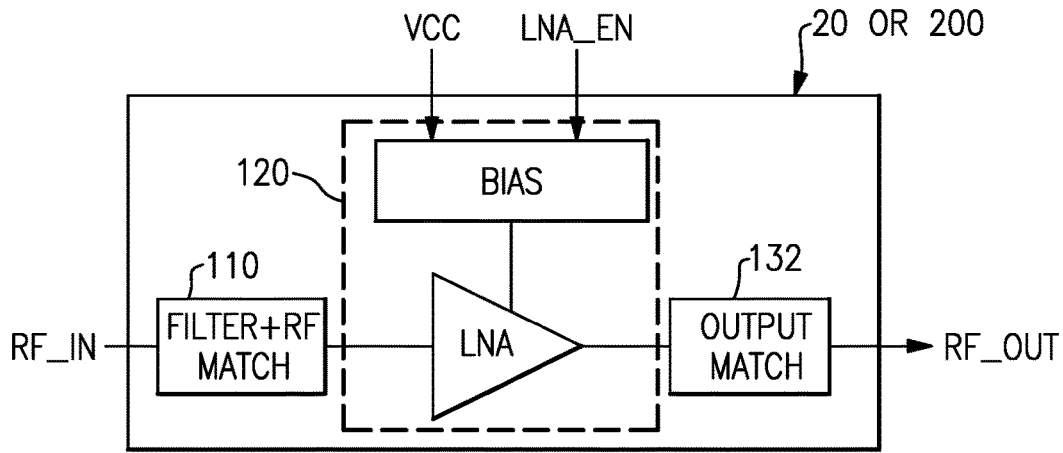 VCC
LNA_EN
20 OR 200
120
BIAS
110
132
RF_IN
FILTER+RF
MATCH
LNA
OUTPUT
MATCH
RF_OUT